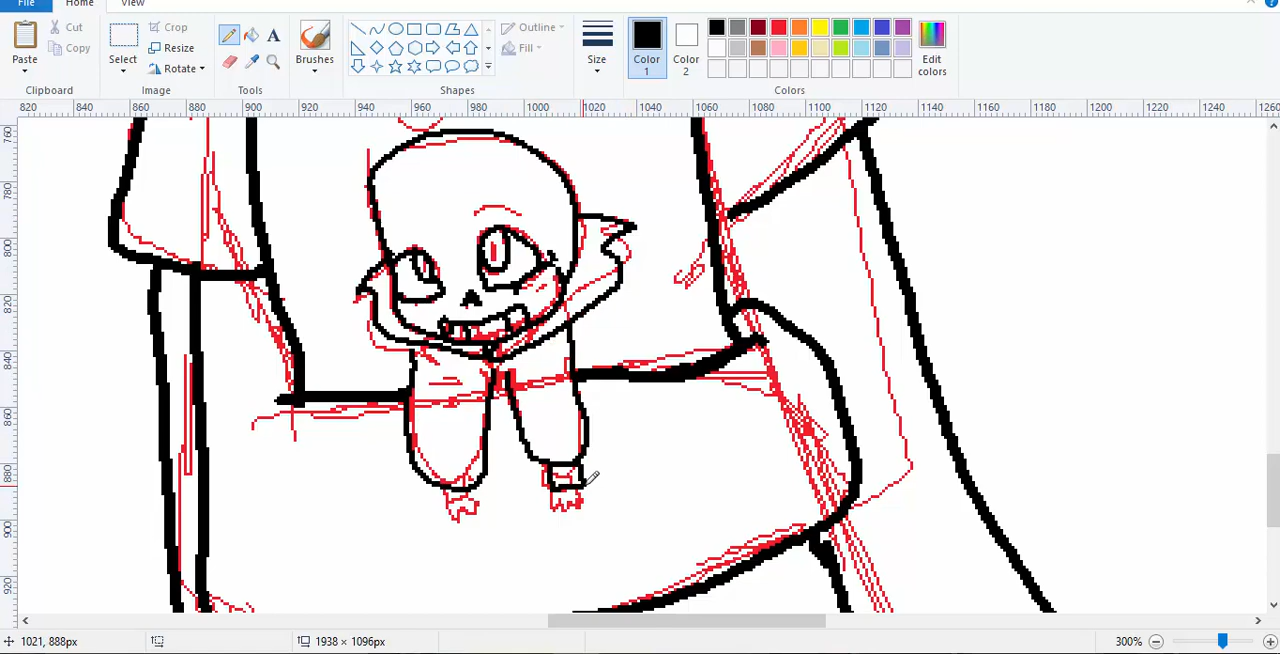 File Home View
Paste Cut Copy Select Crop Resize Rotate A Brushes Outline Fill Size Color 1 Color 2 Edit colors
Clipboard Image Tools Shapes Colors
820 840 860 880 900 920 940 960 980 1000 1020 1040 1060 1080 1100 1120 1140 1160 1180 1200 1220 1240 1260
760
780
800
820
840
860
880
900
920
1021, 888px 1938 × 1096px 300%